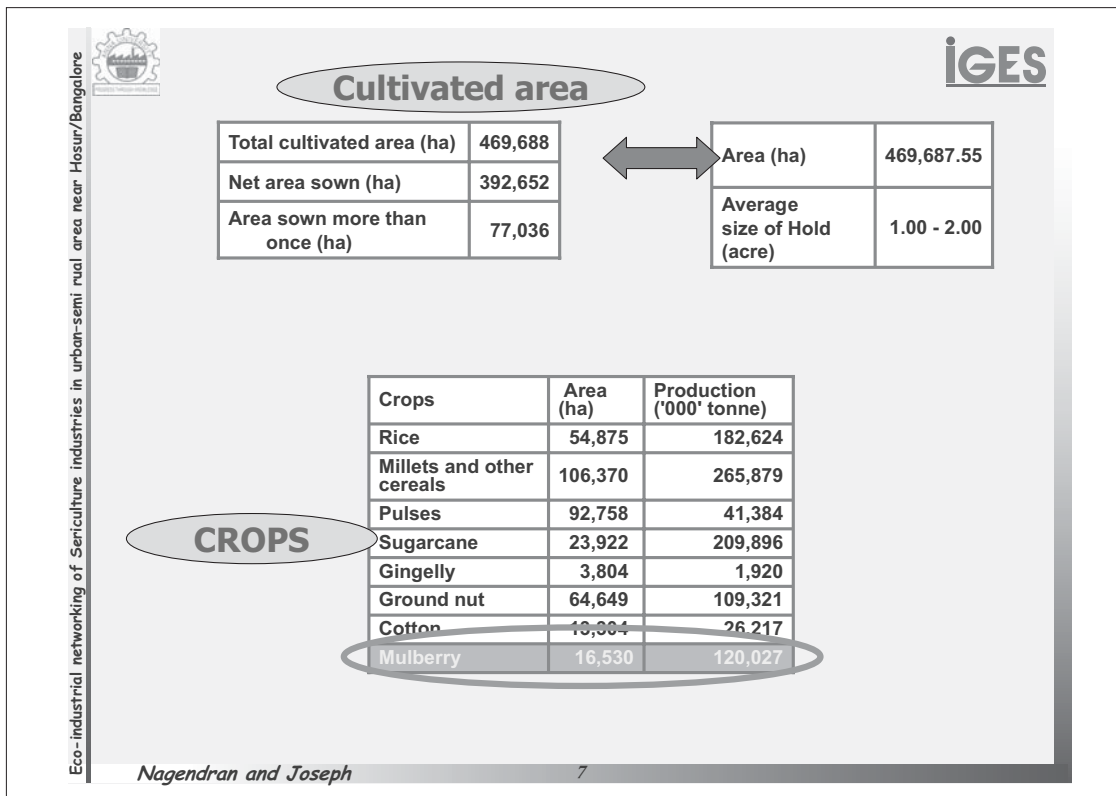 Eco-industrial networking of Sericulture industries in urban-semi rual area near Hosur/Bangalore
iGES
Cultivated area
Total cultivated area (ha) 469,688
Net area sown (ha) 392,652
Area sown more than
once (ha) 77,036
Area (ha) 469,687.55
Average
size of Hold
(acre) 1.00 - 2.00
CROPS
Crops Area
(ha) Production
('000' tonne)
Rice 54,875 182,624
Millets and other
cereals 106,370 265,879
Pulses 92,758 41,384
Sugarcane 23,922 209,896
Gingelly 3,804 1,920
Ground nut 64,649 109,321
Cotton 26,217
Mulberry 16,530 120,027
Nagendran and Joseph 7